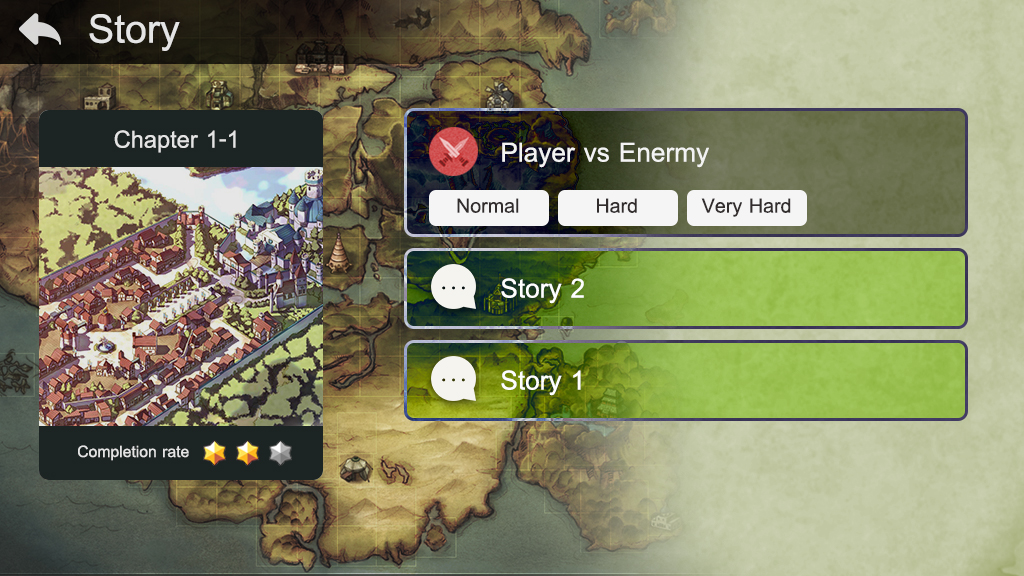 Story
Chapter 1-1
Completion rate
Player vs Enermy
Normal Hard Very Hard
Story 2
Story 1